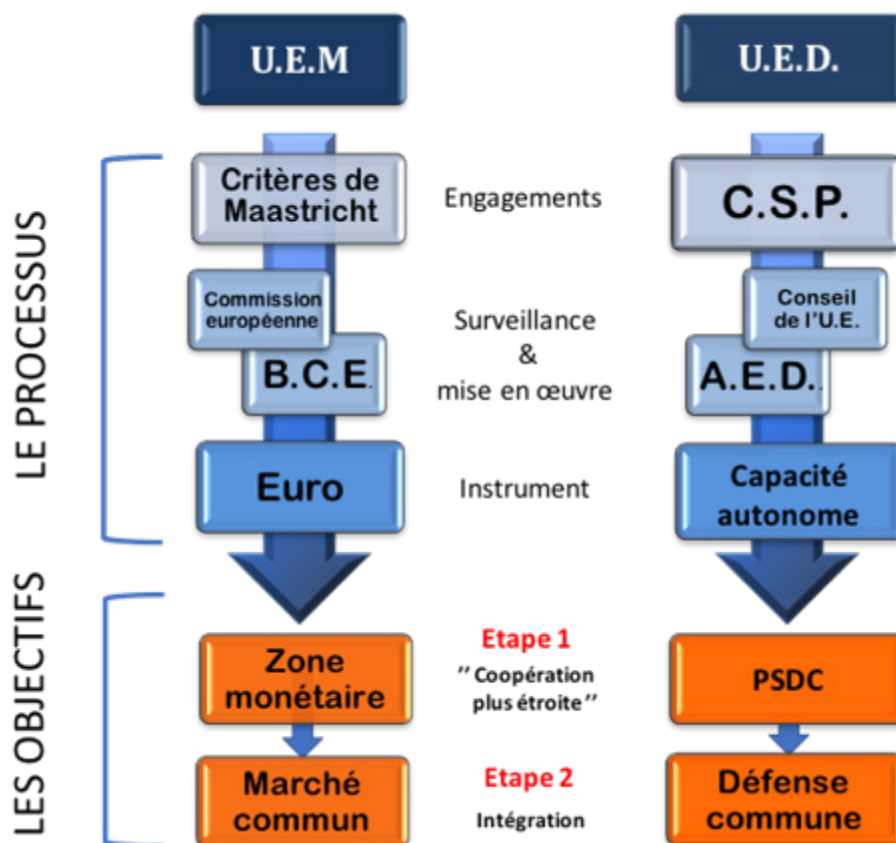 U.E.M
U.E.D.
LE PROCESSUS
Critères de
Maastricht
Engagements
C.S.P.
Commission
européenne
B.C.E.
Surveillance
&
mise en œuvre
Conseil
de l'U.E.
A.E.D..
Euro
Instrument
Capacité
autonome
LES OBJECTIFS
Zone
monétaire
Etape 1
" Coopération
plus étroite "
PSDC
Marché
commun
Etape 2
Intégration
Défense
commune